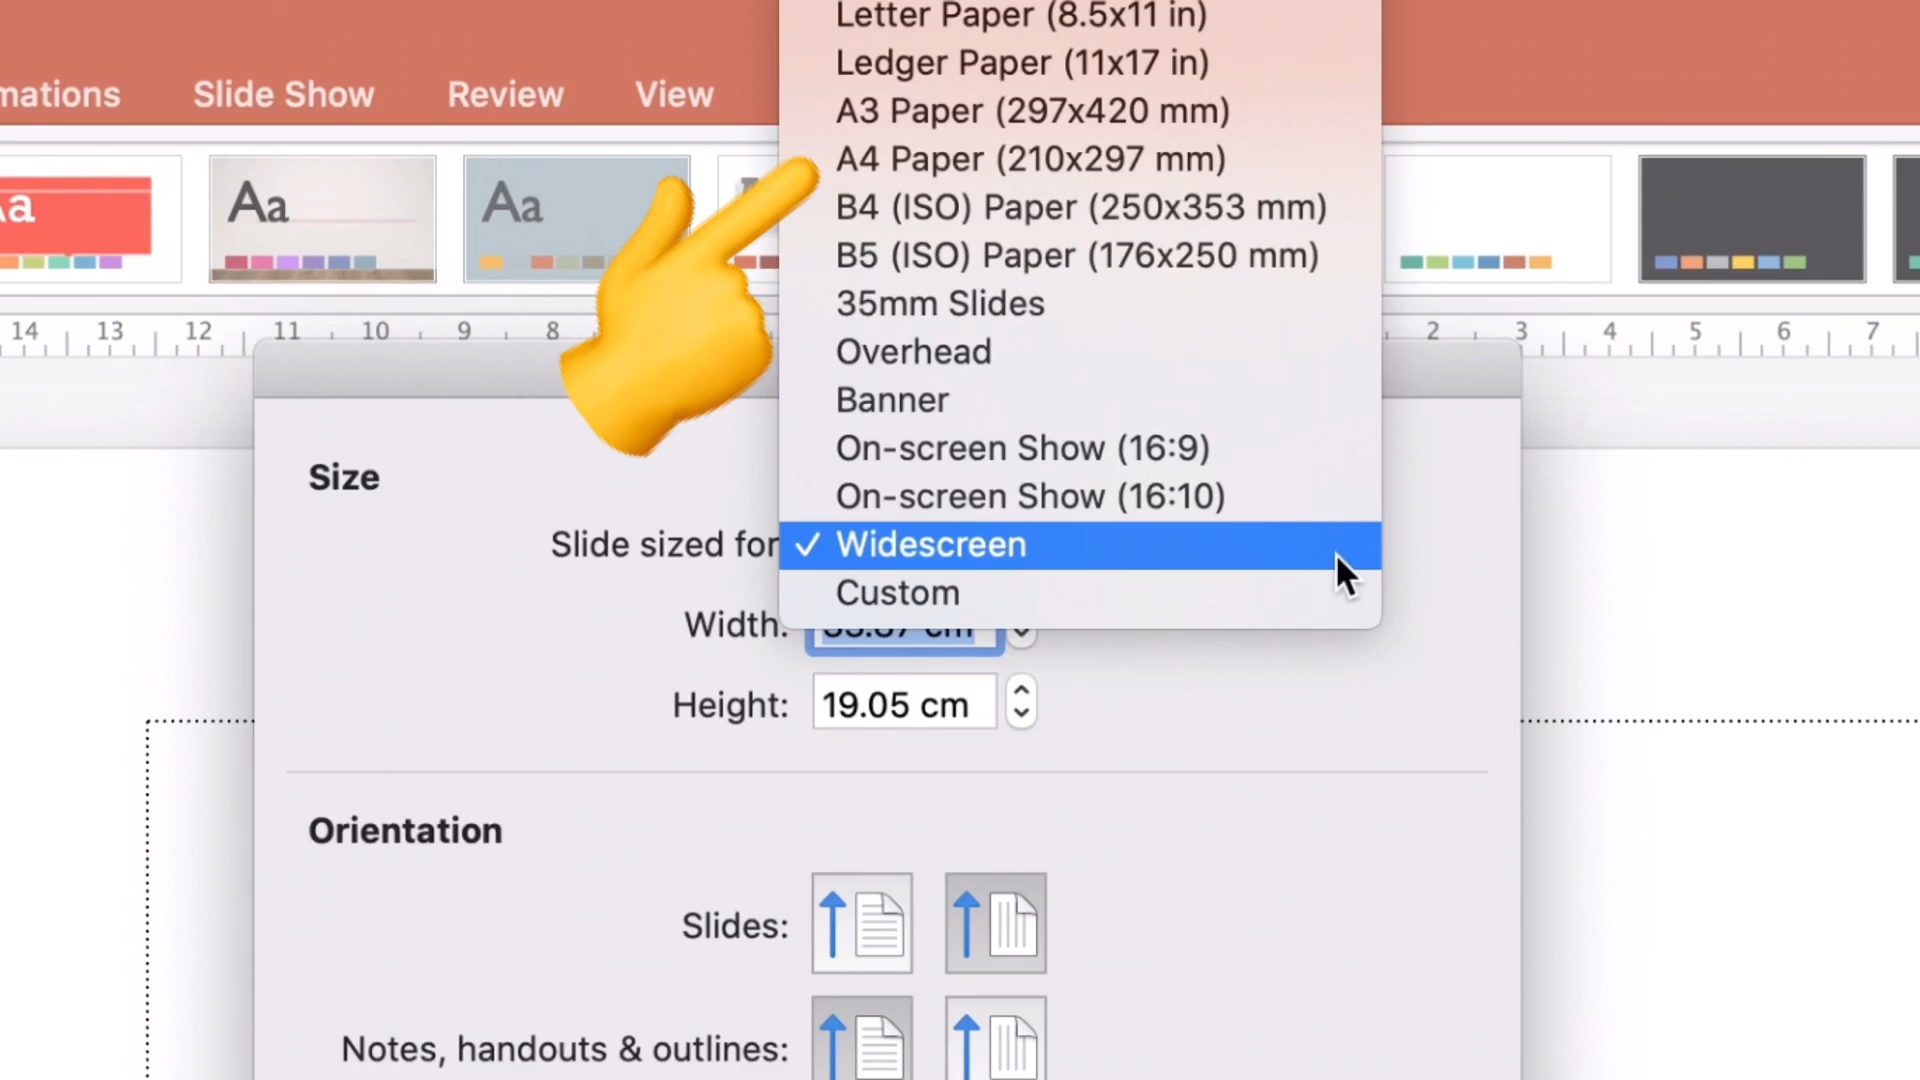 Letter Paper (8.5x11 in)
Ledger Paper (11x17 in)
mations Slide Show Review View
A3 Paper (297x420 mm)
A4 Paper (210x297 mm)
Aa Aa
B4 (ISO) Paper (250x353 mm)
B5 (ISO) Paper (176x250 mm)
35mm Slides
14 13 12 11 10 9 8 2 3 4 5 6 7
Overhead
Banner
On-screen Show (16:9)
Size
On-screen Show (16:10)
Slide sized for
✓ Widescreen
Custom
Width:
Height: 19.05 cm
Orientation
Slides:
Notes, handouts & outlines: